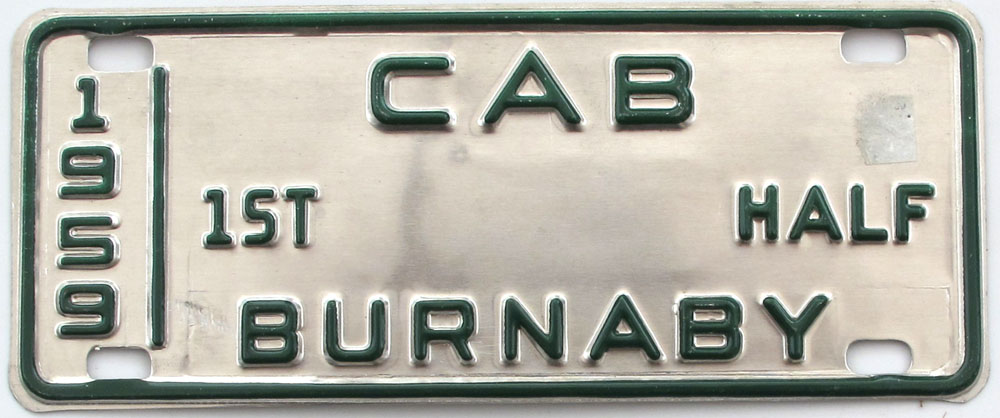 1959
CAB
1ST HALF
BURNABY